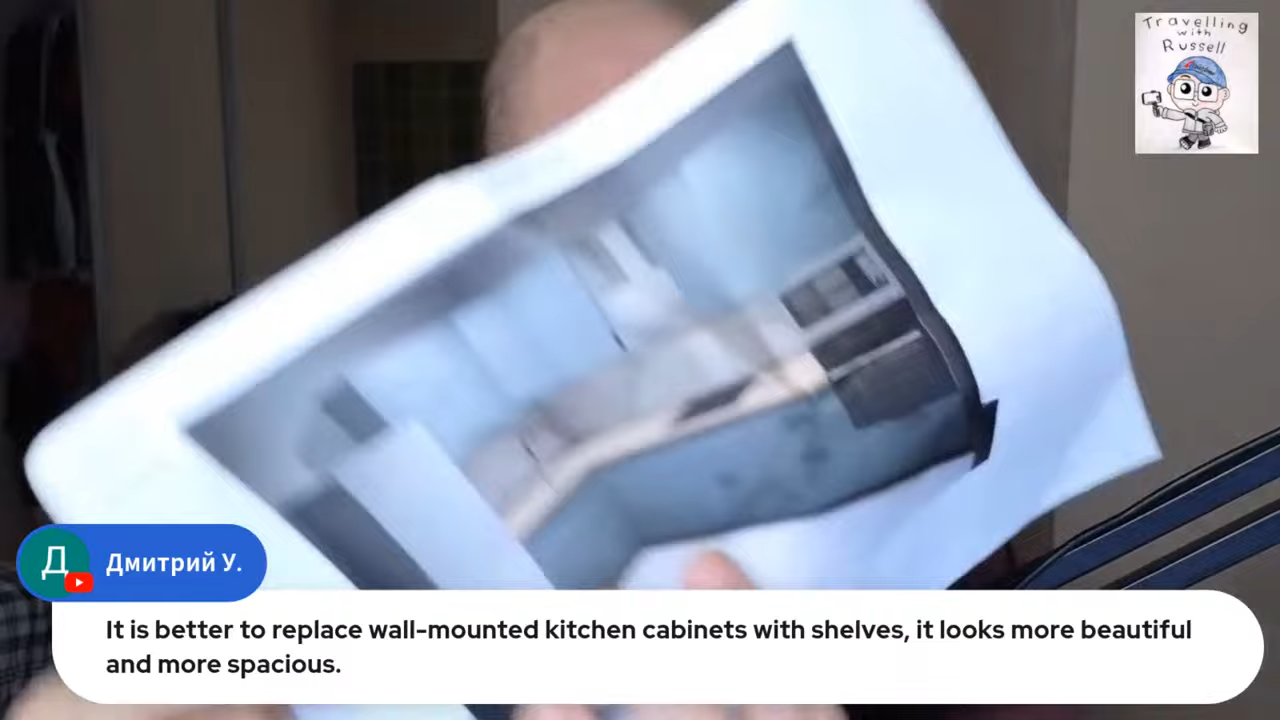 Travelling
with
Russell
Д
Дмитрий У.
It is better to replace wall-mounted kitchen cabinets with shelves, it looks more beautiful
and more spacious.